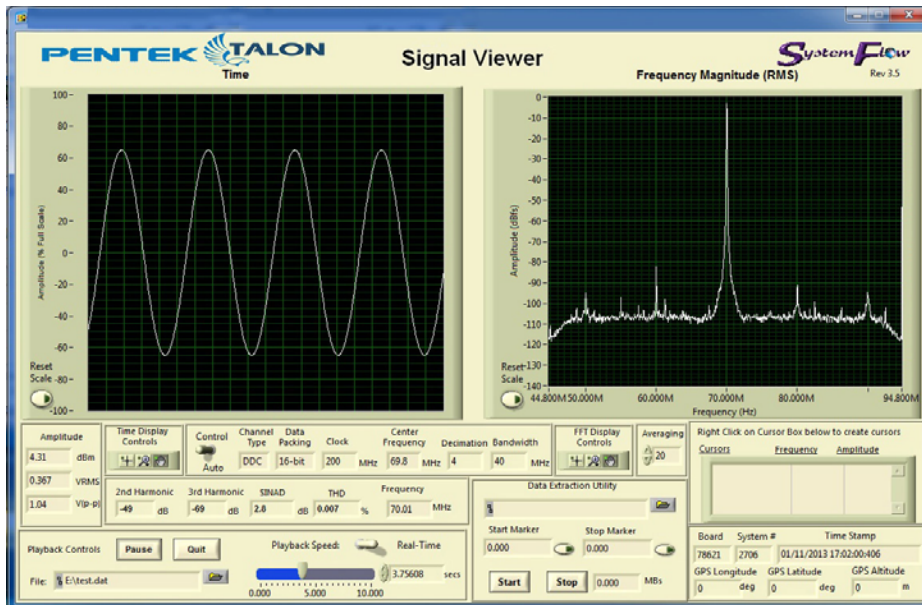 PENTEK TALON
Signal Viewer
SystemFlow
Rev 3.5
Time
Frequency Magnitude (RMS)
Amplitude (% Full Scale)
100
80
60
40
20
0
-20
-40
-60
-80
-100
Reset
Scale
Amplitude (dBfs)
0
-10
-20
-30
-40
-50
-60
-70
-80
-90
-100
-110
-120
-130
-140
Reset
Scale
44.800M 50.000M 60.000M 70.000M 80.000M 94.800M
Frequency (Hz)
Amplitude
4.31 dBm
0.367 VRMS
1.04 V(p-p)
Time Display
Controls
Control
Auto
Channel Type
DDC
Data Packing
16-bit
Clock
200 MHz
Center Frequency
69.8 MHz
Decimation
4
Bandwidth
40 MHz
FFT Display
Controls
Averaging
20
Right Click on Cursor Box below to create cursors
Cursors Frequency Amplitude
2nd Harmonic
-49 dB
3rd Harmonic
-69 dB
SINAD
2.8 dB
THD
0.007 %
Frequency
70.01 MHz
Data Extraction Utility
Start Marker
0.000
Stop Marker
0.000
Start Stop 0.000 MBs
Playback Controls Pause Quit
File: E:\test.dat
Playback Speed: Real-Time
0.000 5.000 10.000
3.75608 secs
Board System # Time Stamp
78621 2706 01/11/2013 17:02:00:406
GPS Longitude GPS Latitude GPS Altitude
0 deg 0 deg 0 m